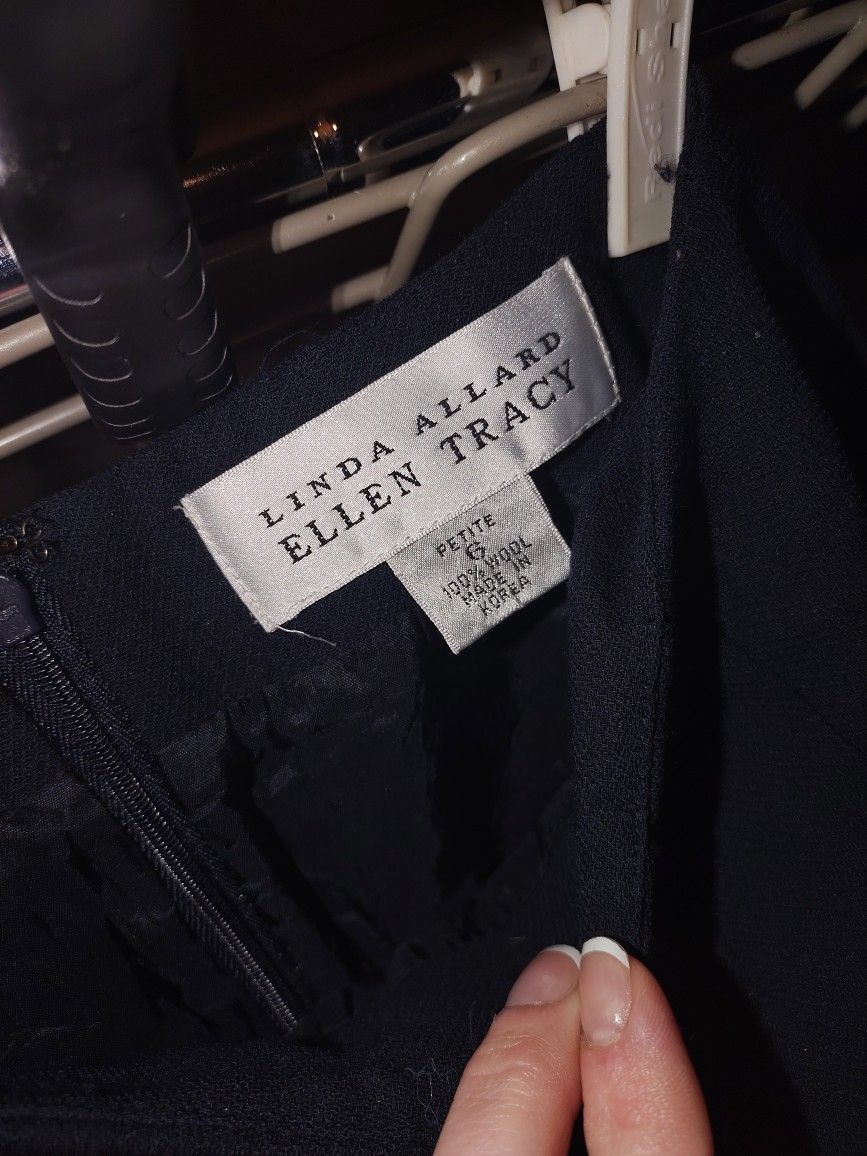 LINDA ALLARD
ELLEN TRACY
PETITE
6
100% WOOL
MADE IN
KOREA